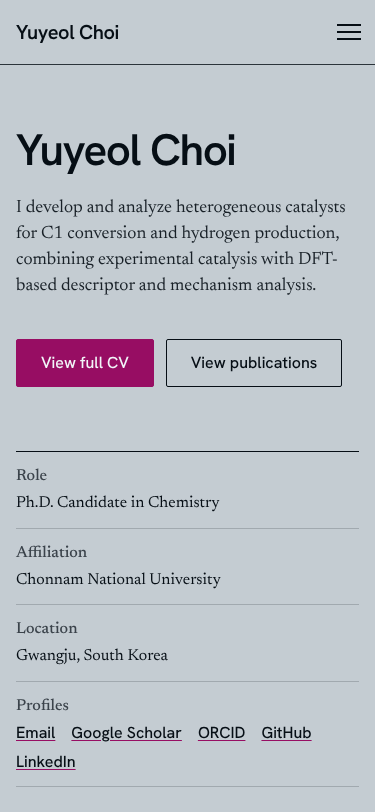 Yuyeol Choi
Yuyeol Choi
I develop and analyze heterogeneous catalysts
for C1 conversion and hydrogen production,
combining experimental catalysis with DFT-
based descriptor and mechanism analysis.
View full CV
View publications
Role
Ph.D. Candidate in Chemistry
Affiliation
Chonnam National University
Location
Gwangju, South Korea
Profiles
Email Google Scholar ORCID GitHub
LinkedIn